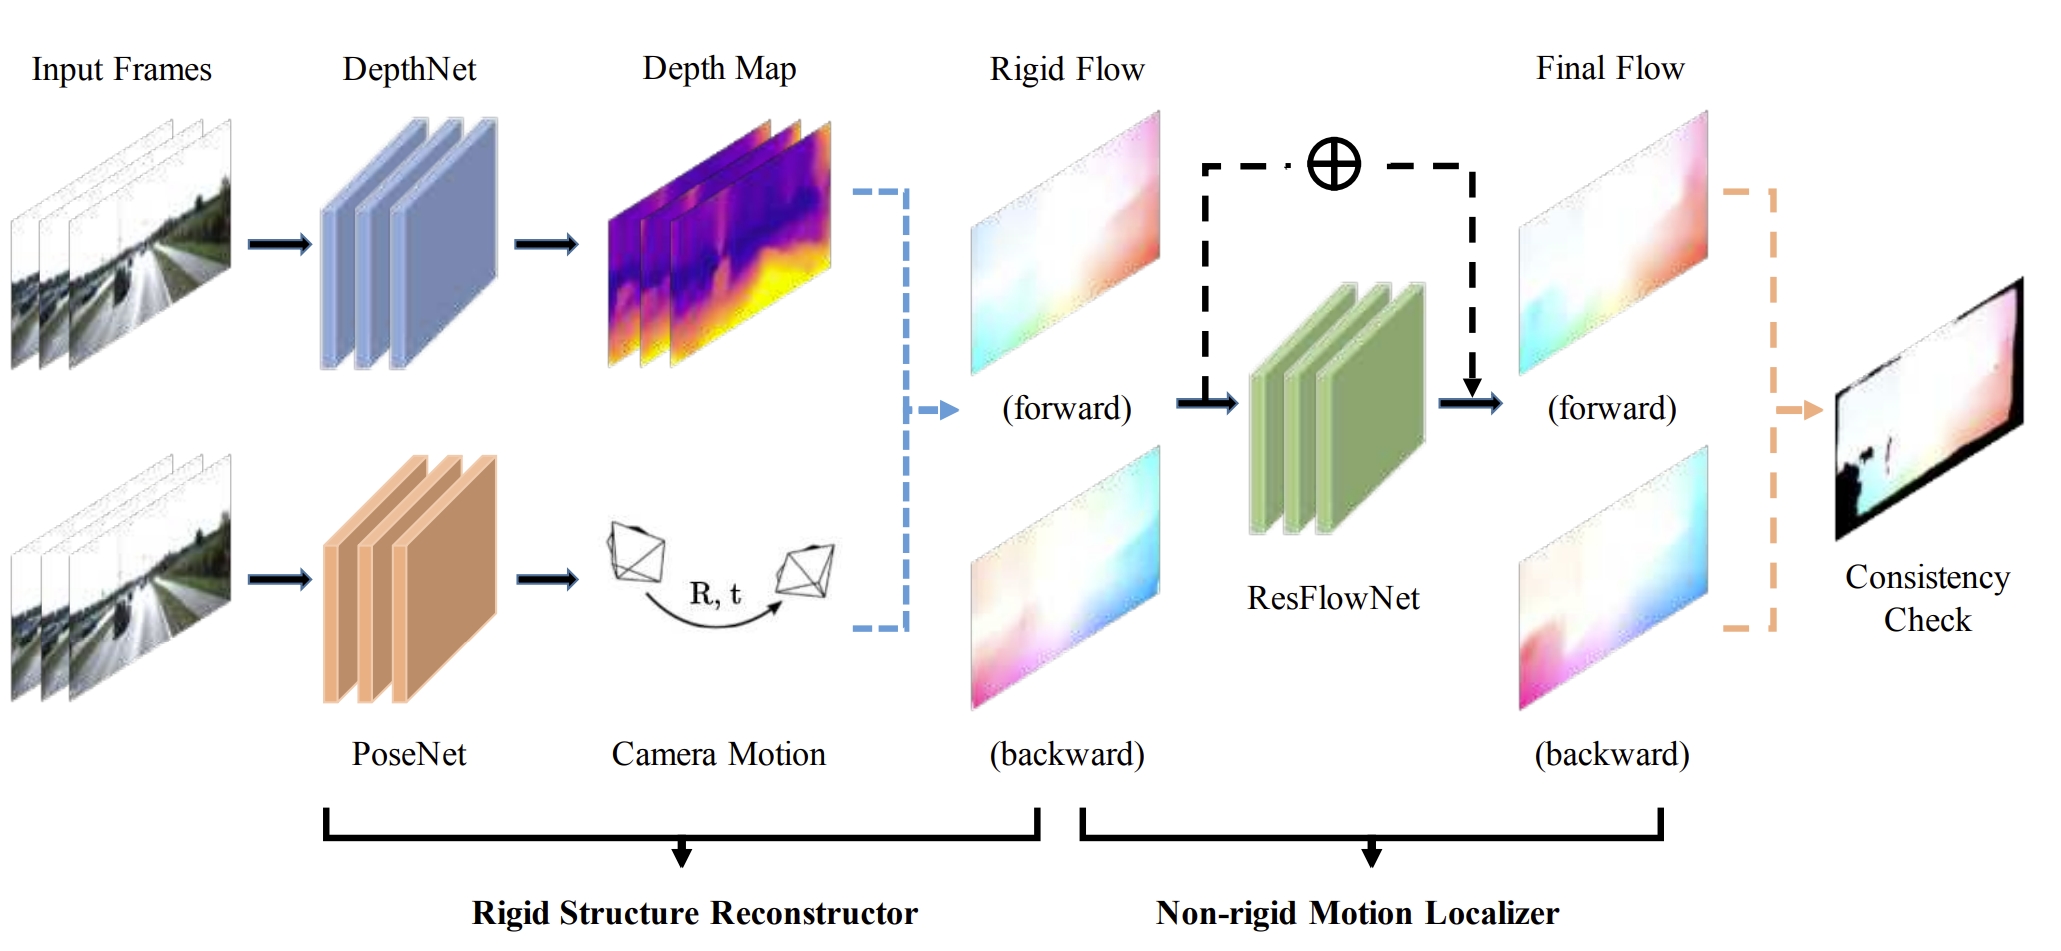 Input Frames
DepthNet
Depth Map
Rigid Flow
Final Flow
(forward)
(forward)
R, t
ResFlowNet
Consistency
Check
PoseNet
Camera Motion
(backward)
(backward)
Rigid Structure Reconstructor
Non-rigid Motion Localizer